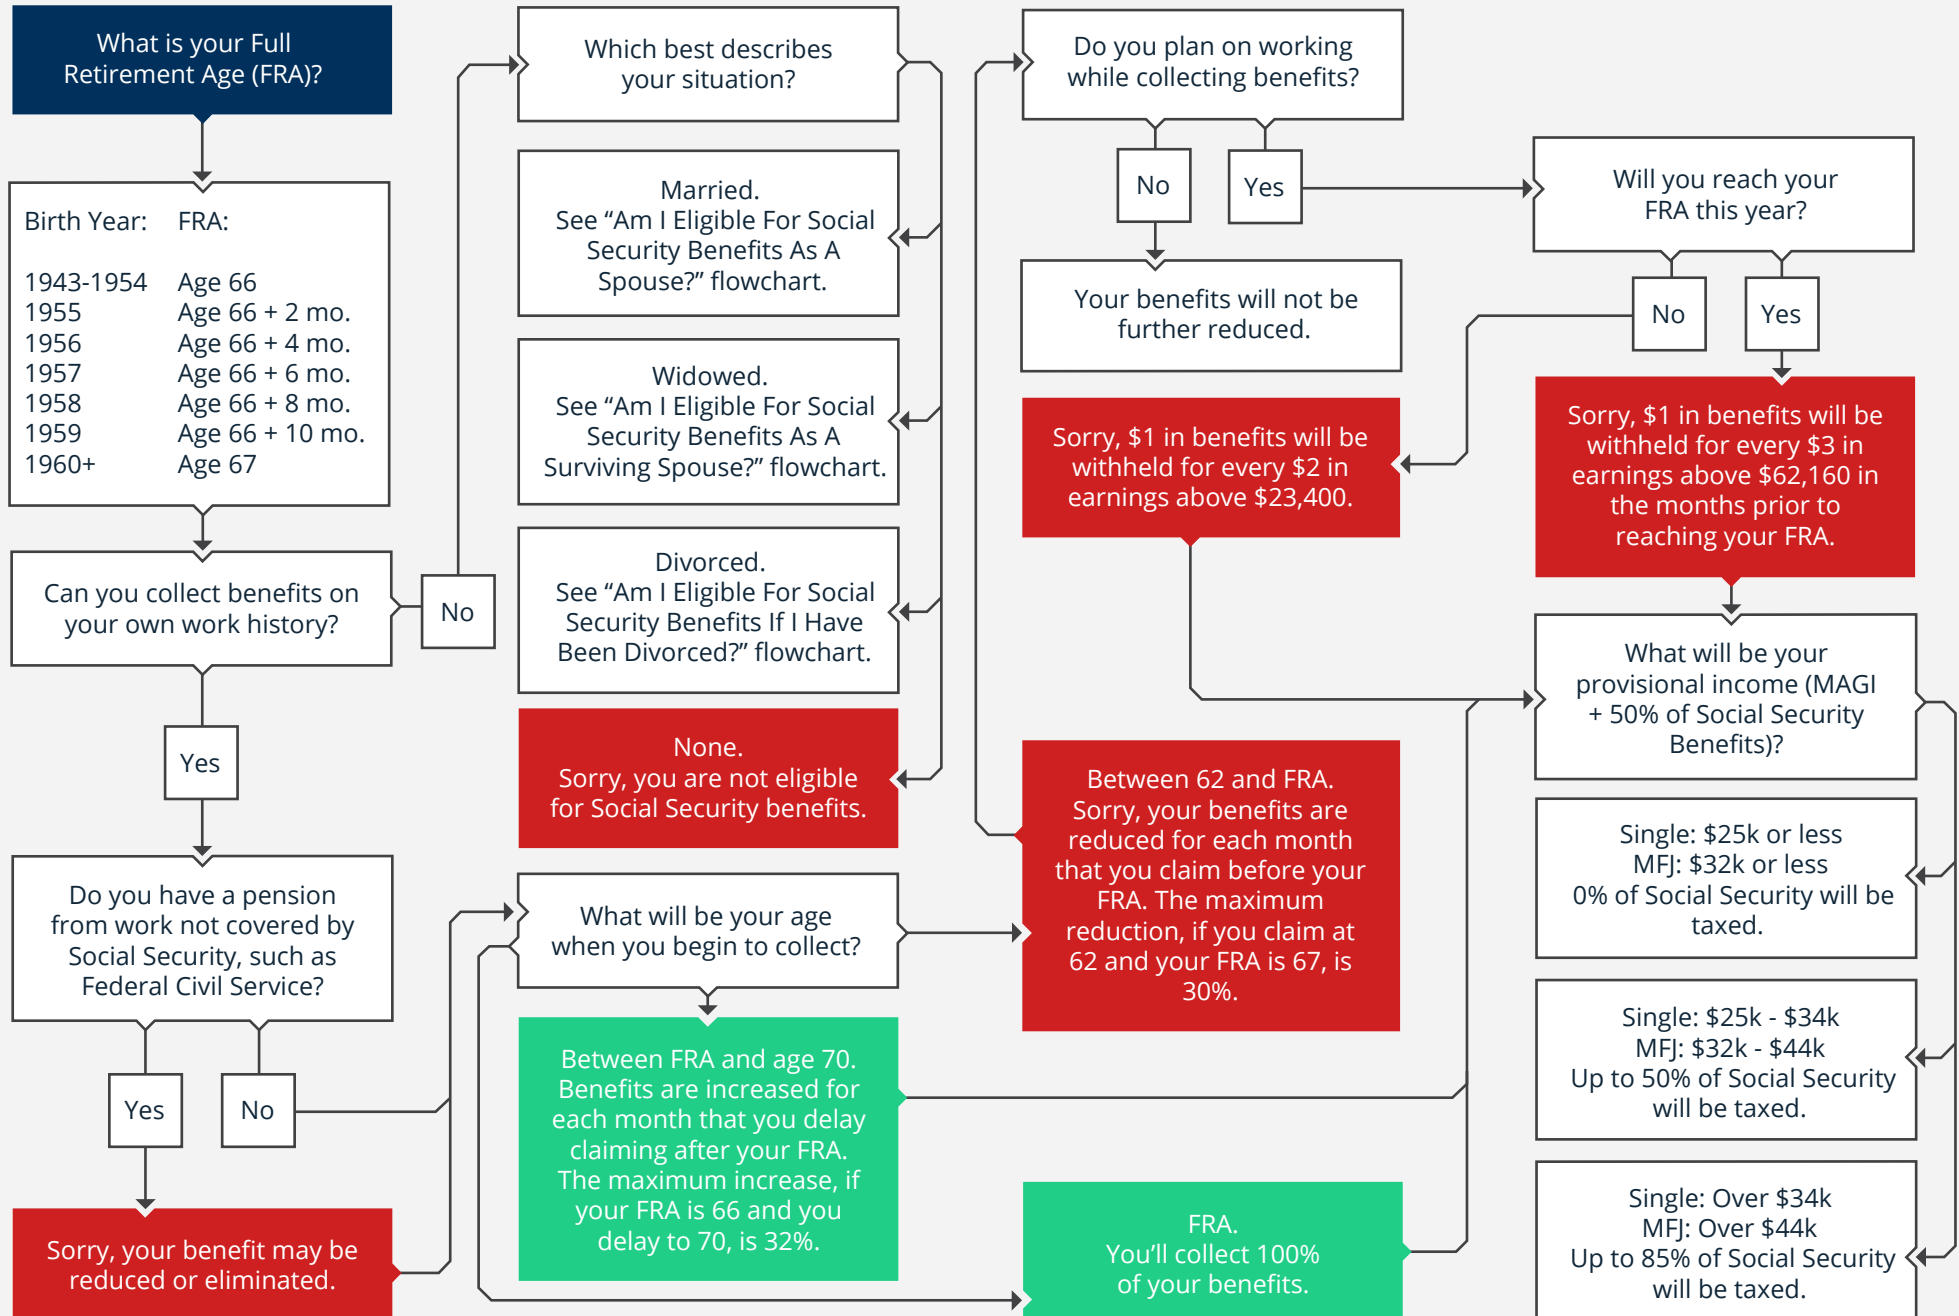 What is your Full
Retirement Age (FRA)?
Birth Year: FRA:
1943-1954 Age 66
1955 Age 66 + 2 mo.
1956 Age 66 + 4 mo.
1957 Age 66 + 6 mo.
1958 Age 66 + 8 mo.
1959 Age 66 + 10 mo.
1960+ Age 67
Can you collect benefits on
your own work history?
No
Yes
Do you have a pension
from work not covered by
Social Security, such as
Federal Civil Service?
Yes
No
Sorry, your benefit may be
reduced or eliminated.
Which best describes
your situation?
Married.
See “Am I Eligible For Social
Security Benefits As A
Spouse?” flowchart.
Widowed.
See “Am I Eligible For Social
Security Benefits As A
Surviving Spouse?” flowchart.
Divorced.
See “Am I Eligible For Social
Security Benefits If I Have
Been Divorced?” flowchart.
None.
Sorry, you are not eligible
for Social Security benefits.
What will be your age
when you begin to collect?
Between FRA and age 70.
Benefits are increased for
each month that you delay
claiming after your FRA.
The maximum increase, if
your FRA is 66 and you
delay to 70, is 32%.
Do you plan on working
while collecting benefits?
No
Yes
Your benefits will not be
further reduced.
Sorry, $1 in benefits will be
withheld for every $2 in
earnings above $23,400.
Between 62 and FRA.
Sorry, your benefits are
reduced for each month
that you claim before your
FRA. The maximum
reduction, if you claim at
62 and your FRA is 67, is
30%.
FRA.
You’ll collect 100%
of your benefits.
Will you reach your
FRA this year?
No
Yes
Sorry, $1 in benefits will be
withheld for every $3 in
earnings above $62,160 in
the months prior to
reaching your FRA.
What will be your
provisional income (MAGI
+ 50% of Social Security
Benefits)?
Single: $25k or less
MFJ: $32k or less
0% of Social Security will be
taxed.
Single: $25k - $34k
MFJ: $32k - $44k
Up to 50% of Social Security
will be taxed.
Single: Over $34k
MFJ: Over $44k
Up to 85% of Social Security
will be taxed.